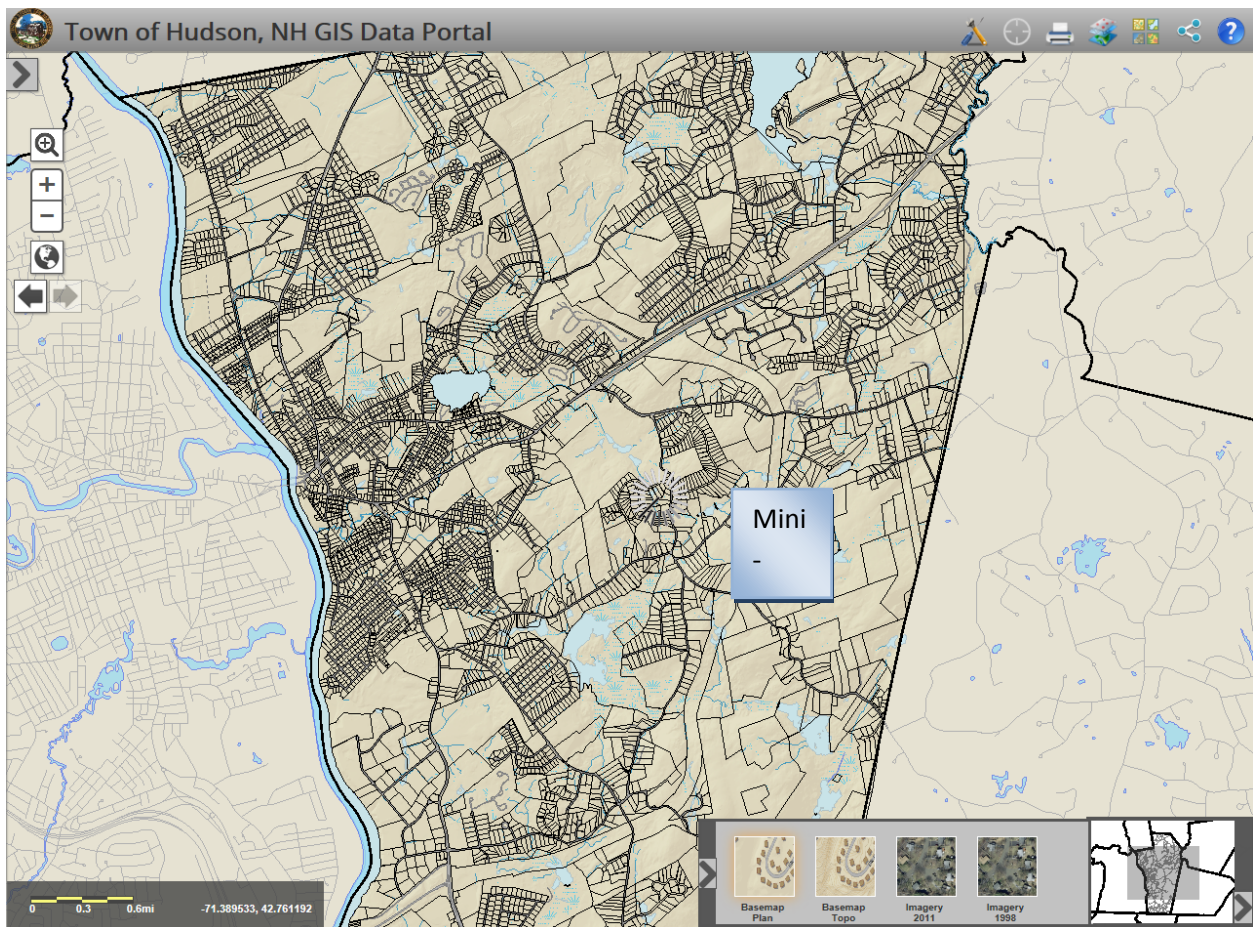 Town of Hudson, NH GIS Data Portal
?
+
−
Mini
-
0 0.3 0.6mi
-71.389533, 42.761192
Basemap
Plan
Basemap
Topo
Imagery
2011
Imagery
1998